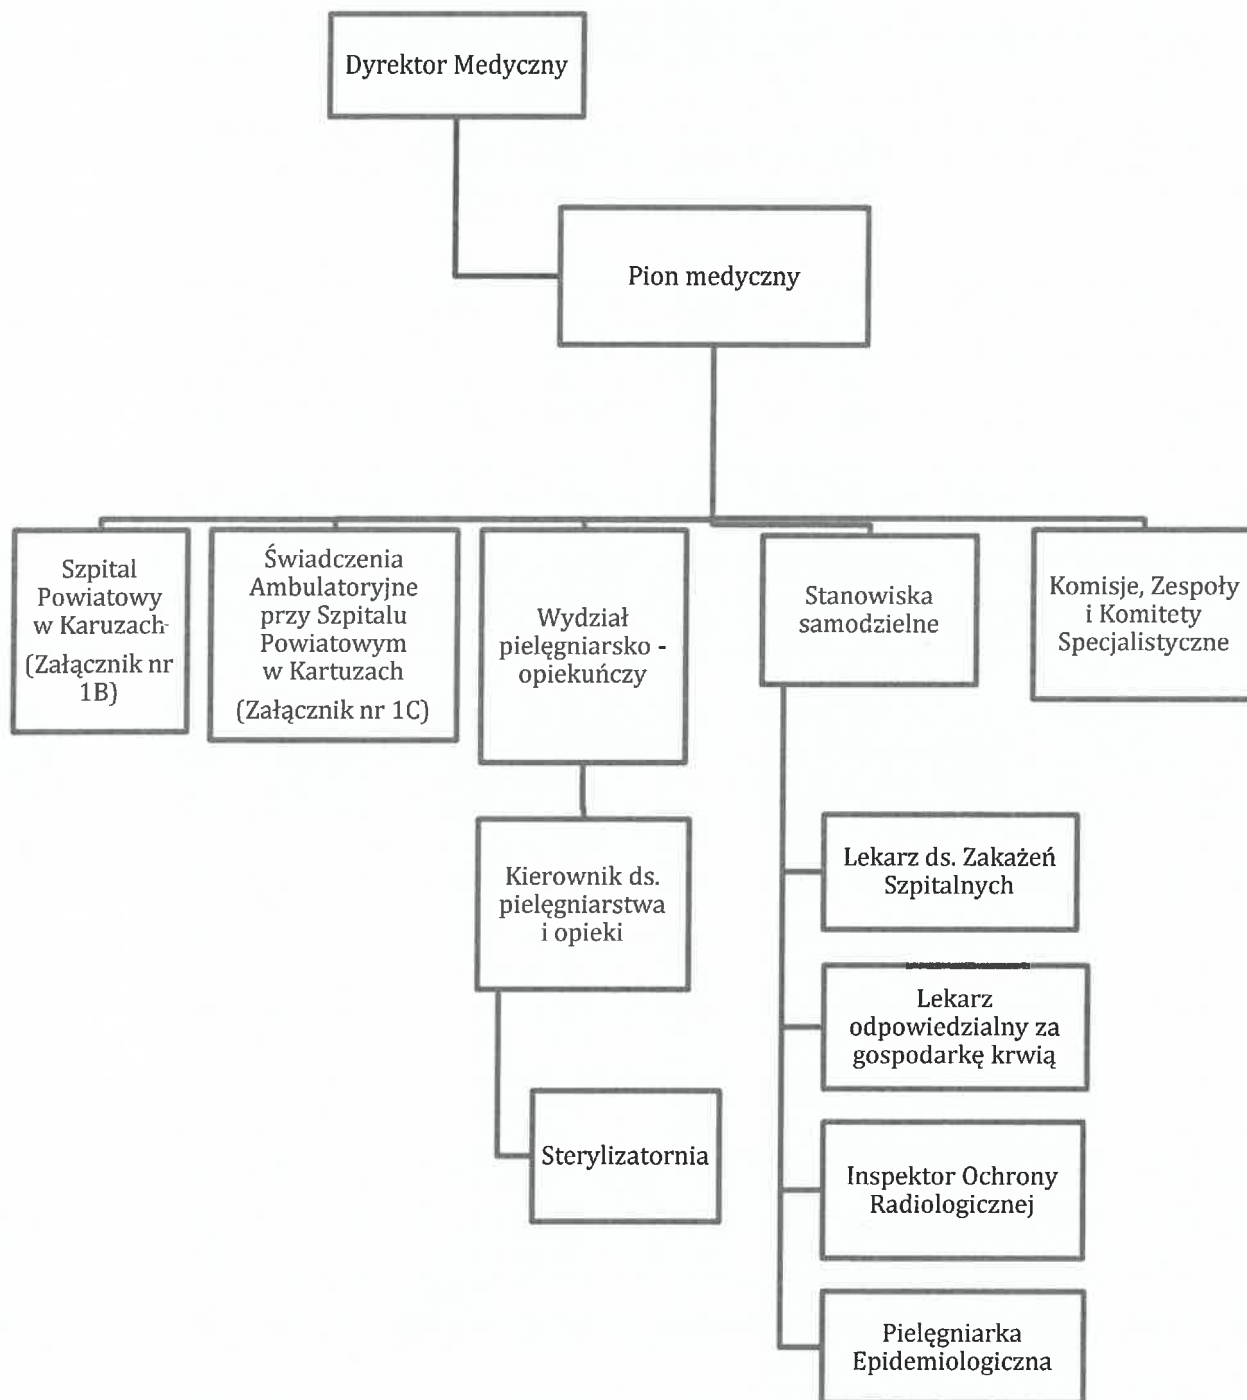 Dyrektor Medyczny
Pion medyczny
Szpital
Powiatowy
w Karuzach
(Załącznik nr
1B)
Świadczenia
Ambulatoryjne
przy Szpitalu
Powiatowym
w Kartuzach
(Załącznik nr 1C)
Wydział
pielęgniarsko -
opiekuńczy
Stanowiska
samodzielne
Komisje, Zespoły
i Komitety
Specjalistyczne
Kierownik ds.
pielęgniarstwa
i opieki
Sterylizatornia
Lekarz ds. Zakażeń
Szpitalnych
Lekarz
odpowiedzialny za
gospodarkę krwią
Inspektor Ochrony
Radiologicznej
Pielęgniarka
Epidemiologiczna